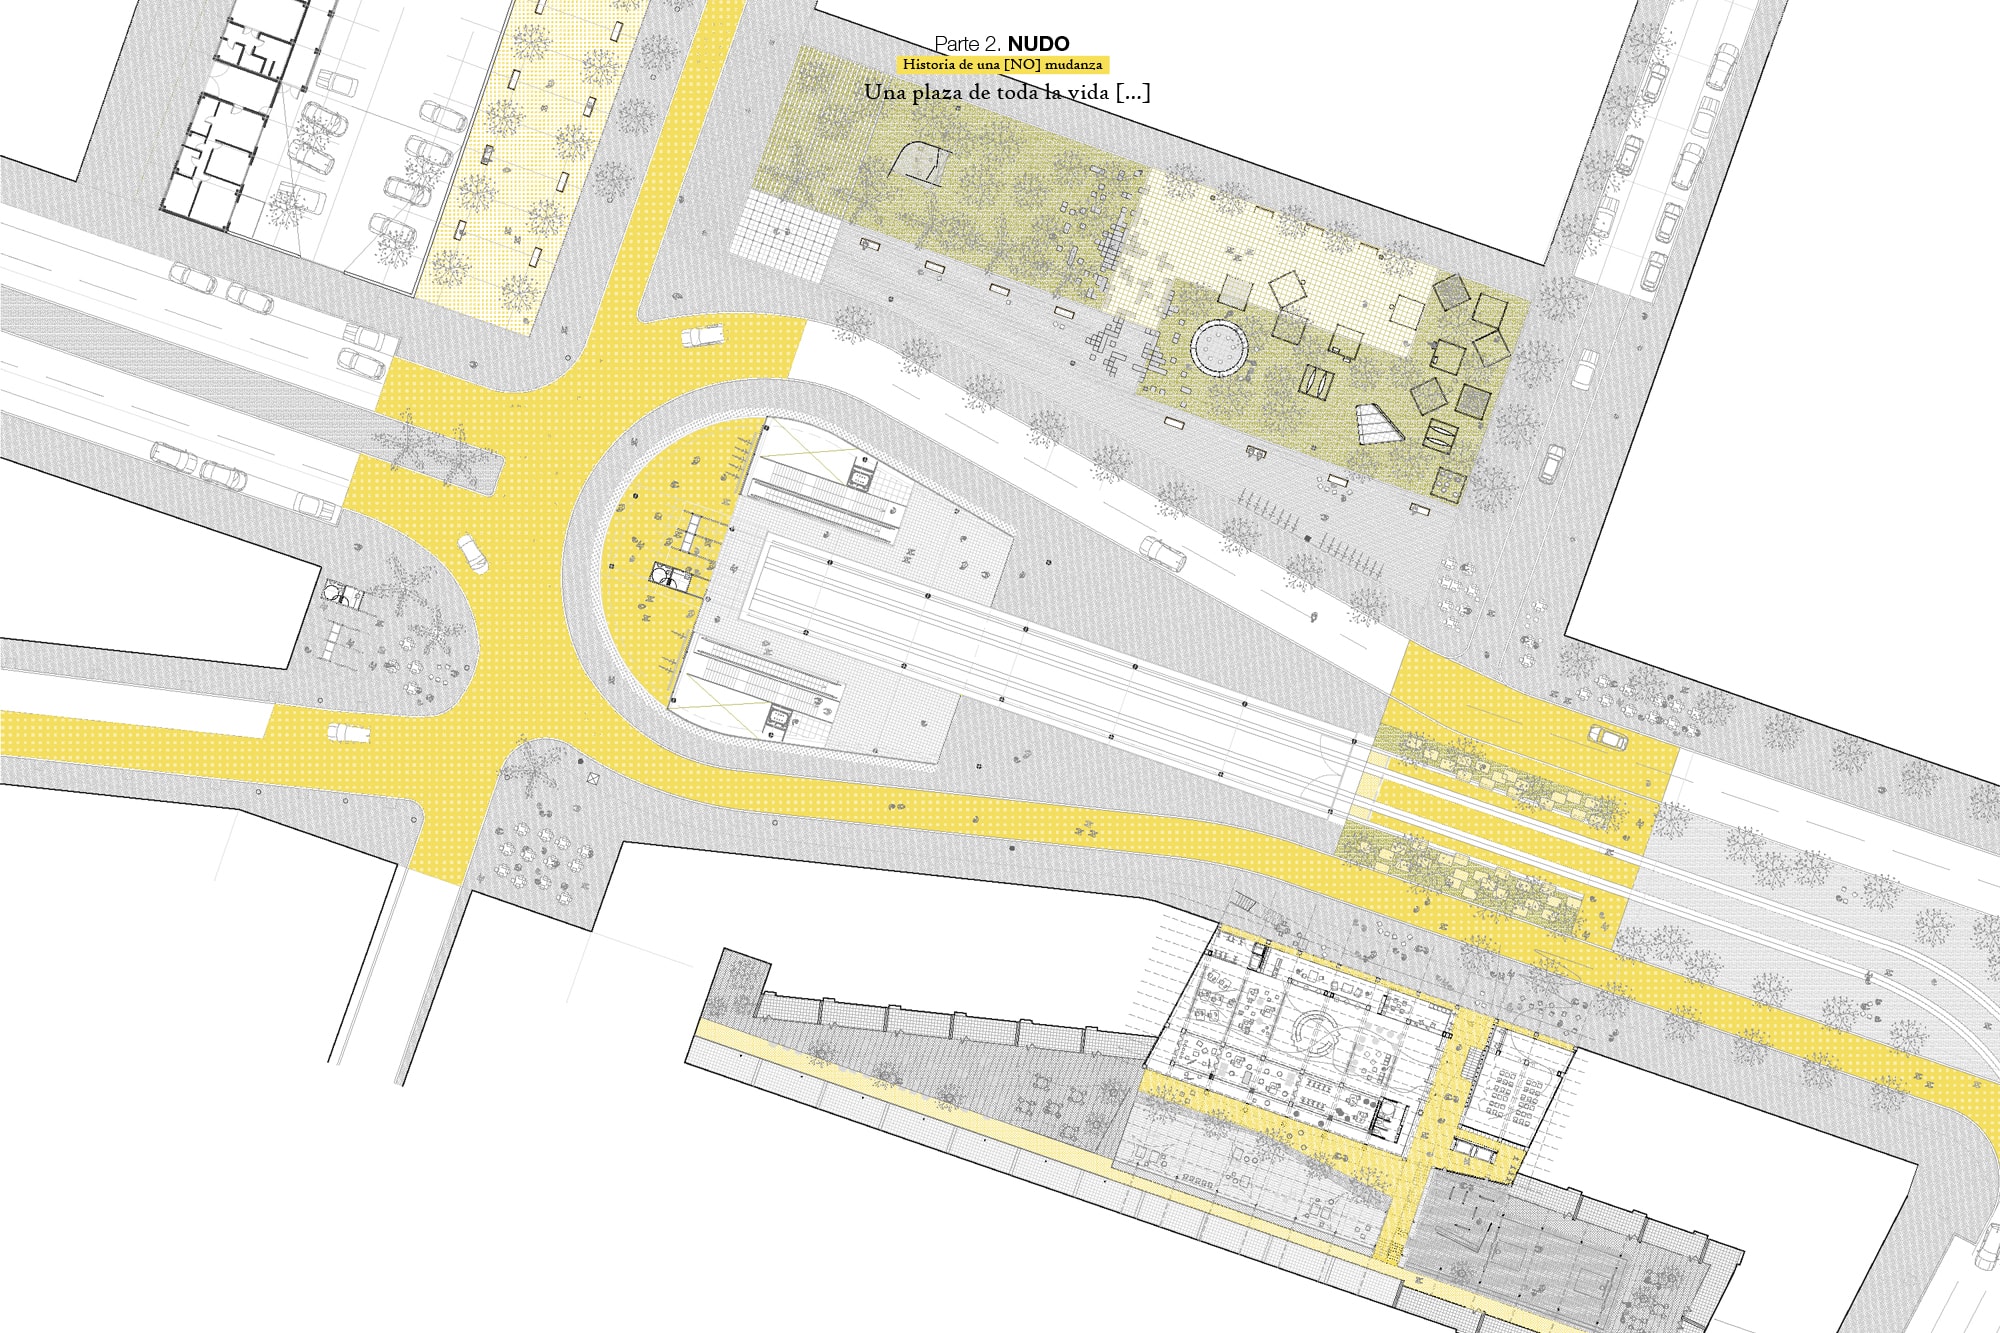 Parte 2. NUDO
Historia de una [NO] mudanza
Una plaza de toda la vida [...]